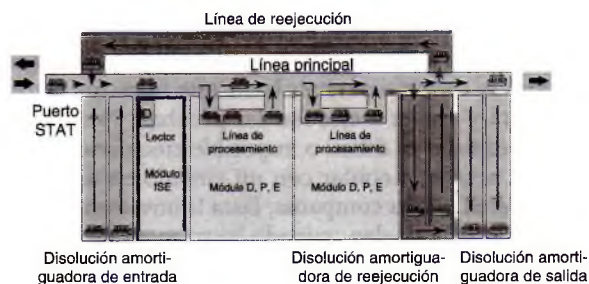 Línea de reejecución
Línea principal
Puerto
STAT
D
Lector
Módulo
ISE
Línea de
procesamiento
Módulo D, P, E
Línea de
procesamiento
Módulo D, P, E
Disolución amorti-
guadora de entrada
Disolución amortigua-
dora de reejecución
Disolución amorti-
guadora de salida